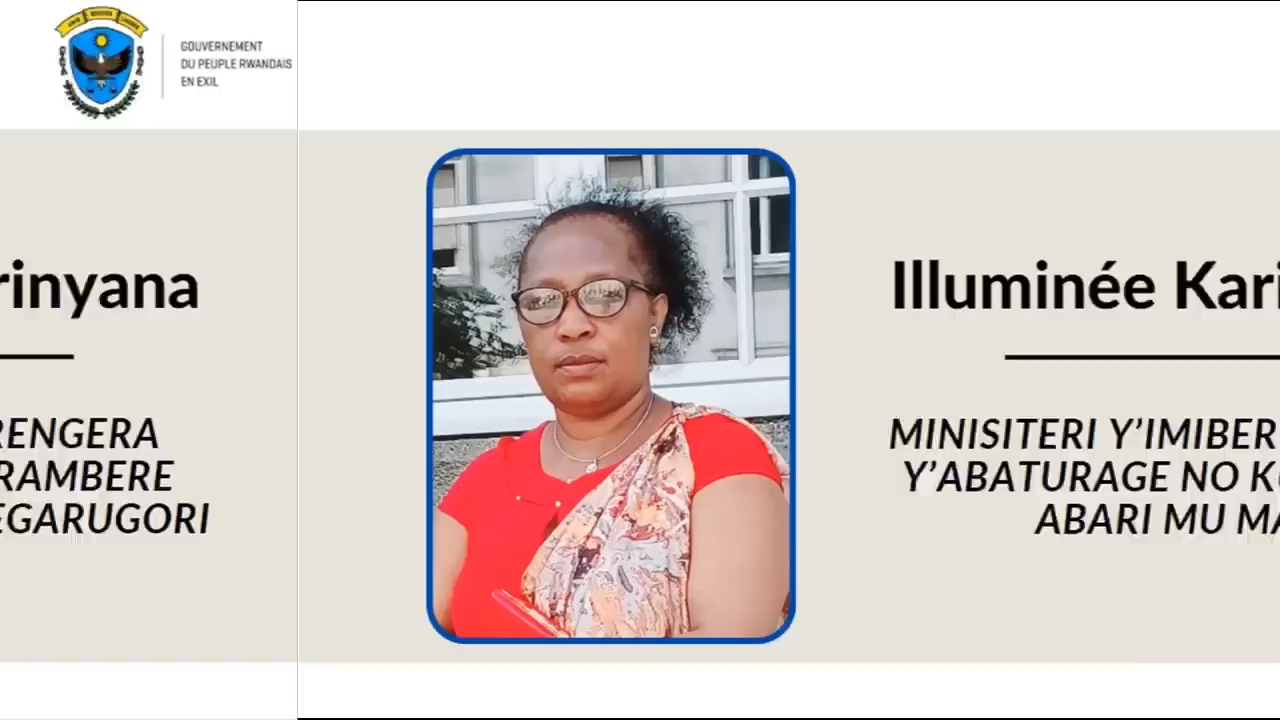 GOUVERNEMENT
DU PEUPLE RWANDAIS
EN EXIL
rinyana
RENGERA
RAMBERE
EGARUGORI
Illuminée Kari
MINISITERI Y’IMIBER
Y’ABATURAGE NO KU
ABARI MU MA